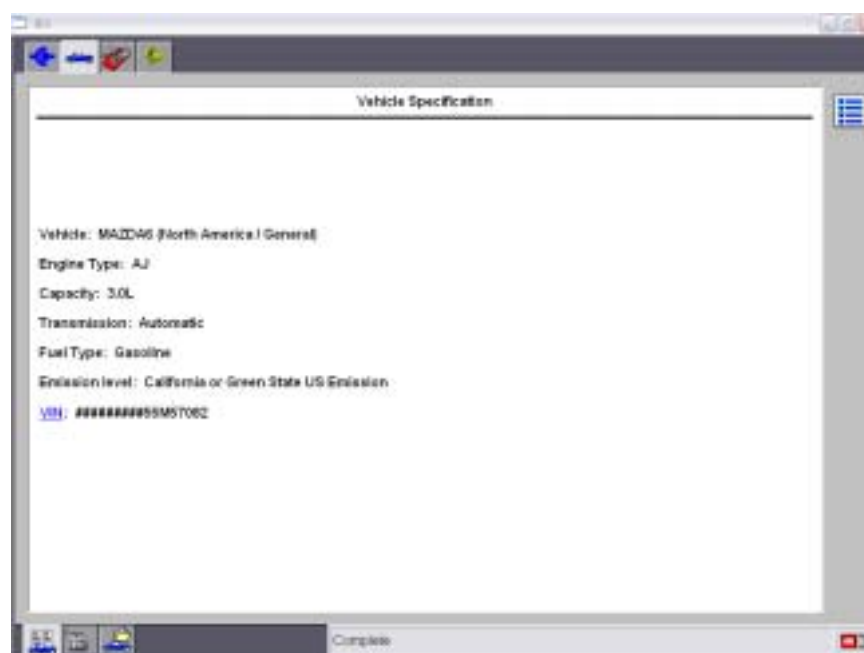 Vehicle Specification
Vehicle: MAZDA6 (North America / General)
Engine Type: AJ
Capacity: 3.0L
Transmission: Automatic
Fuel Type: Gasoline
Emission level: California or Green State US Emission
VIN: #########55M57082
Complete